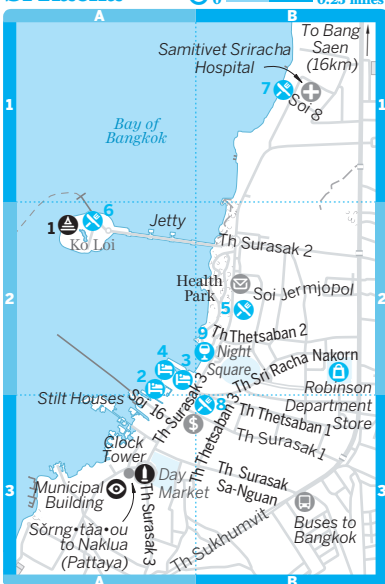 0 0.25 miles
A
B
To Bang
Saen
(16km)
Samitivet Sriracha
Hospital
1
1
7
Soi 8
Bay of
Bangkok
1
6
Jetty
Ko Loi
Th Surasak 2
Health
Park
2
2
Soi Jermjopol
5
9
Th Thetsaban 2
Night
Square
4
3
2
Th Sri Racha Nakorn
Robinson
Department
Store
Stilt Houses
Soi 16
Th Surasak 3
8
$
Th Thetsaban 3
Th Thetsaban 1
Th Surasak1
Clock
Tower
Day
Market
Th Surasak
Sa-Nguan
3
3
Municipal
Building
Th Surasak 3
Sŏrng•tăa•ou
to Naklua
(Pattaya)
Th Sukhumvit
Buses to
Bangkok
A
B